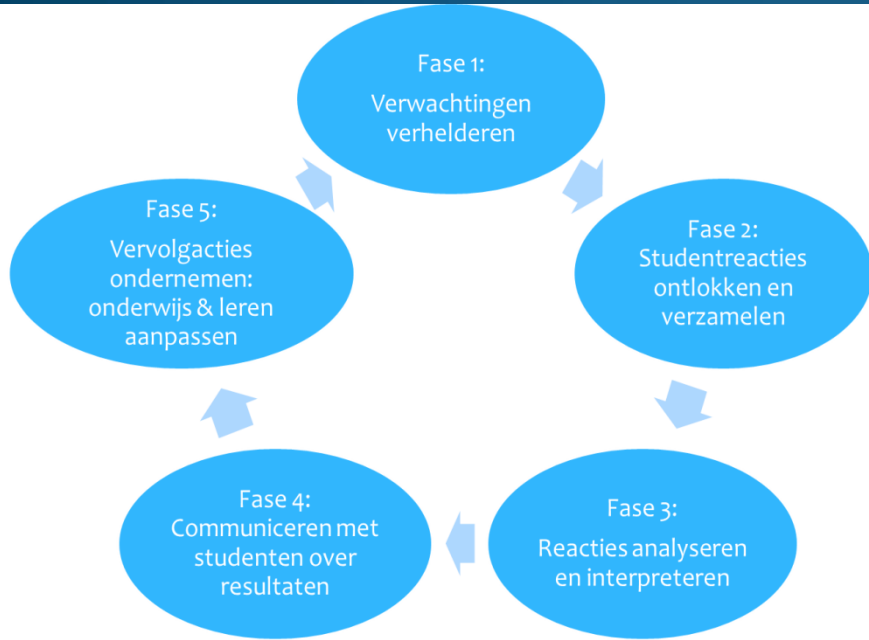 Fase 1:
Verwachtingen
verhelderen
Fase 2:
Studentreacties
ontlokken en
verzamelen
Fase 3:
Reacties analyseren
en interpreteren
Fase 4:
Communiceren met
studenten over
resultaten
Fase 5:
Vervolgacties
ondernemen:
onderwijs & leren
aanpassen